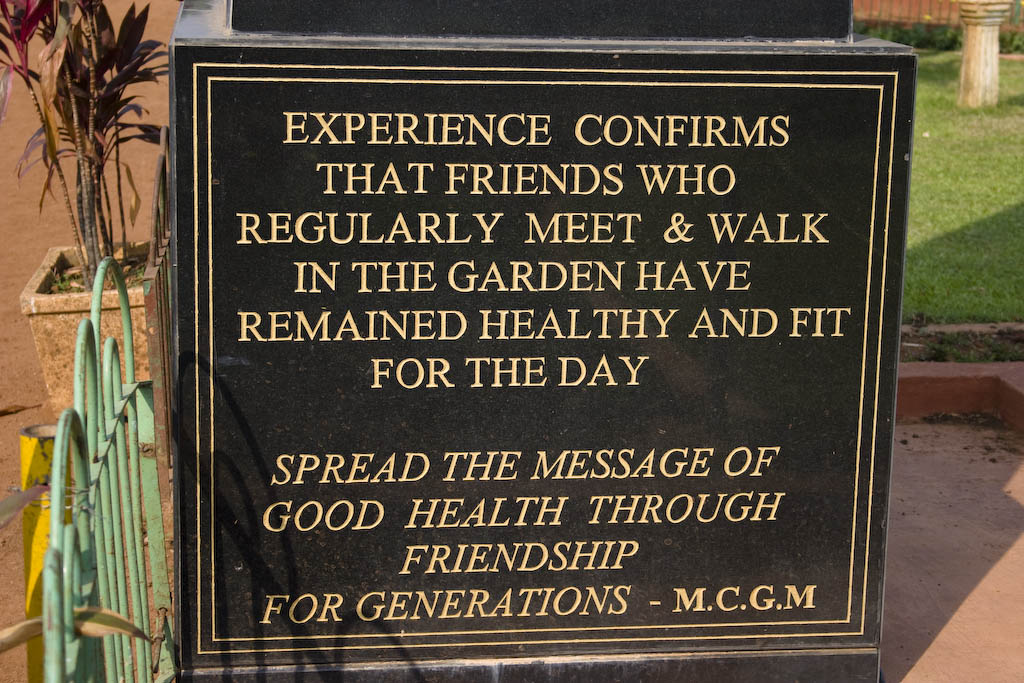 EXPERIENCE CONFIRMS
THAT FRIENDS WHO
REGULARLY MEET & WALK
IN THE GARDEN HAVE
REMAINED HEALTHY AND FIT
FOR THE DAY
SPREAD THE MESSAGE OF
GOOD HEALTH THROUGH
FRIENDSHIP
FOR GENERATIONS - M.C.G.M